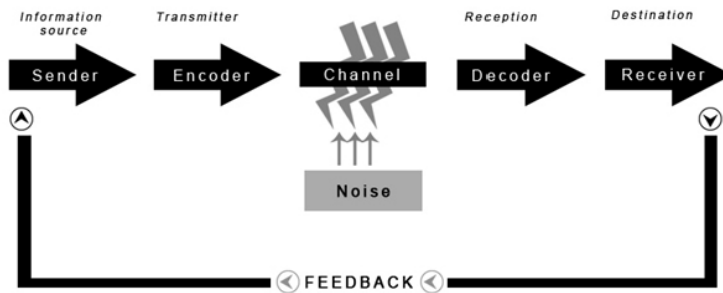 Information
source
Transmitter
Reception
Destination
Sender
Encoder
Channel
Decoder
Receiver
Noise
FEEDBACK